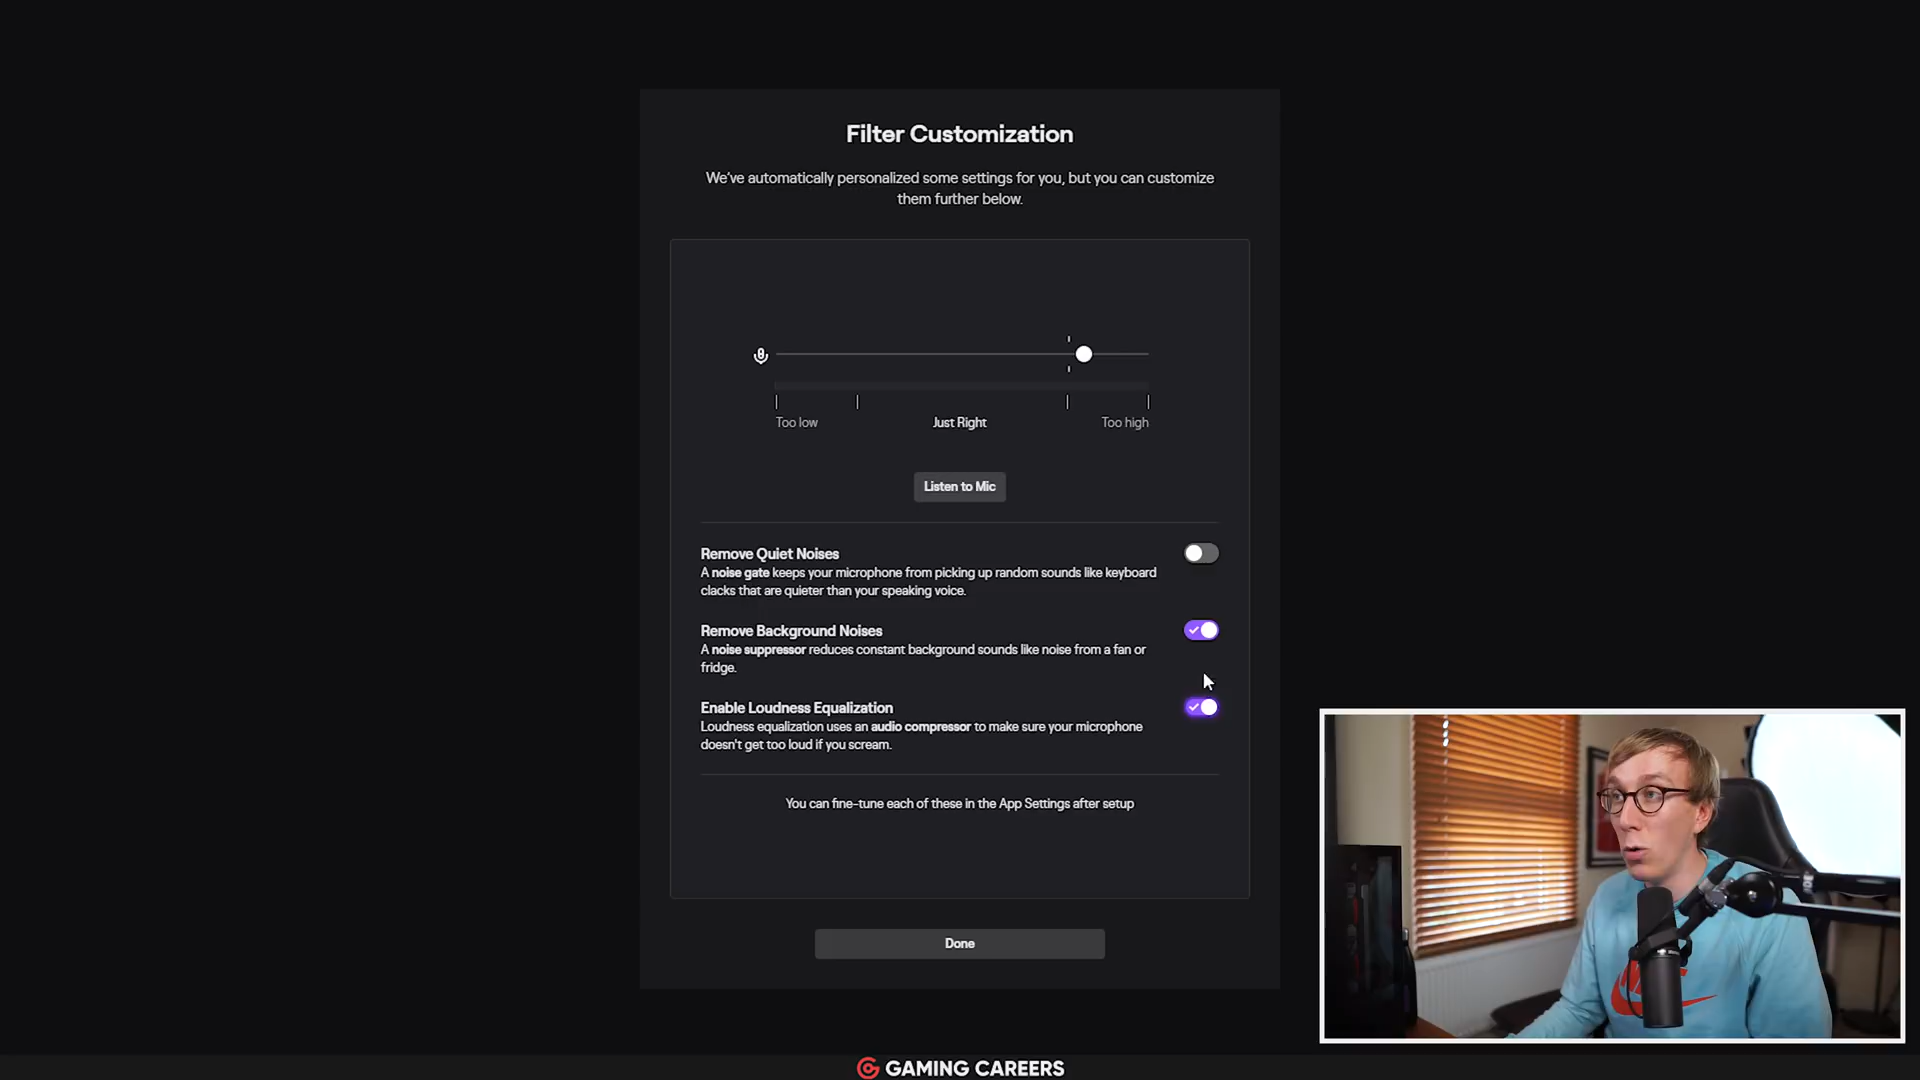 Filter Customization
We've automatically personalized some settings for you, but you can customize
them further below.
Too low
Just Right
Too high
Listen to Mic
Remove Quiet Noises
A noise gate keeps your microphone from picking up random sounds like keyboard
clacks that are quieter than your speaking voice.
Remove Background Noises
A noise suppressor reduces constant background sounds like noise from a fan or
fridge.
Enable Loudness Equalization
Loudness equalization uses an audio compressor to make sure your microphone
doesn't get too loud if you scream.
You can fine-tune each of these in the App Settings after setup
Done
GAMING CAREERS